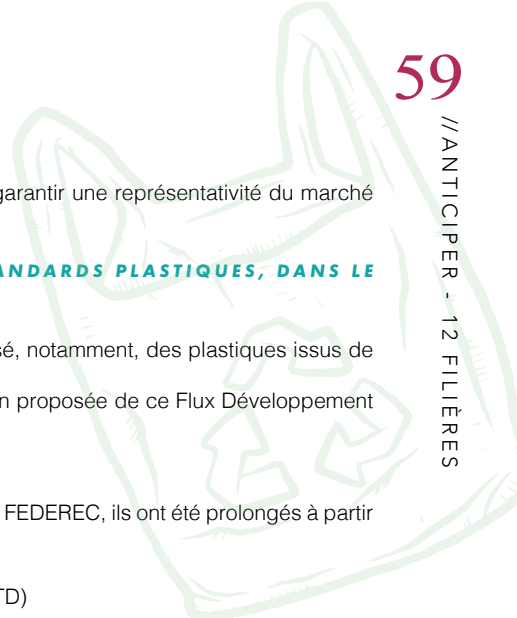 59
//ANTICIPER - 12 FILIÈRES
garantir une représentativité du marché
ANDARDS PLASTIQUES, DANS LE
sé, notamment, des plastiques issus de
n proposée de ce Flux Développement
FEDEREC, ils ont été prolongés à partir
TD)